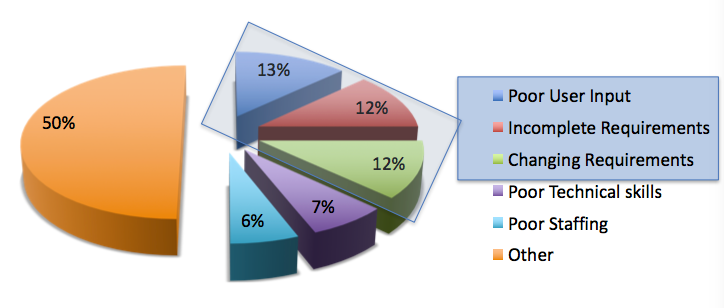 13%
12%
12%
7%
6%
50%
Poor User Input
Incomplete Requirements
Changing Requirements
Poor Technical skills
Poor Staffing
Other